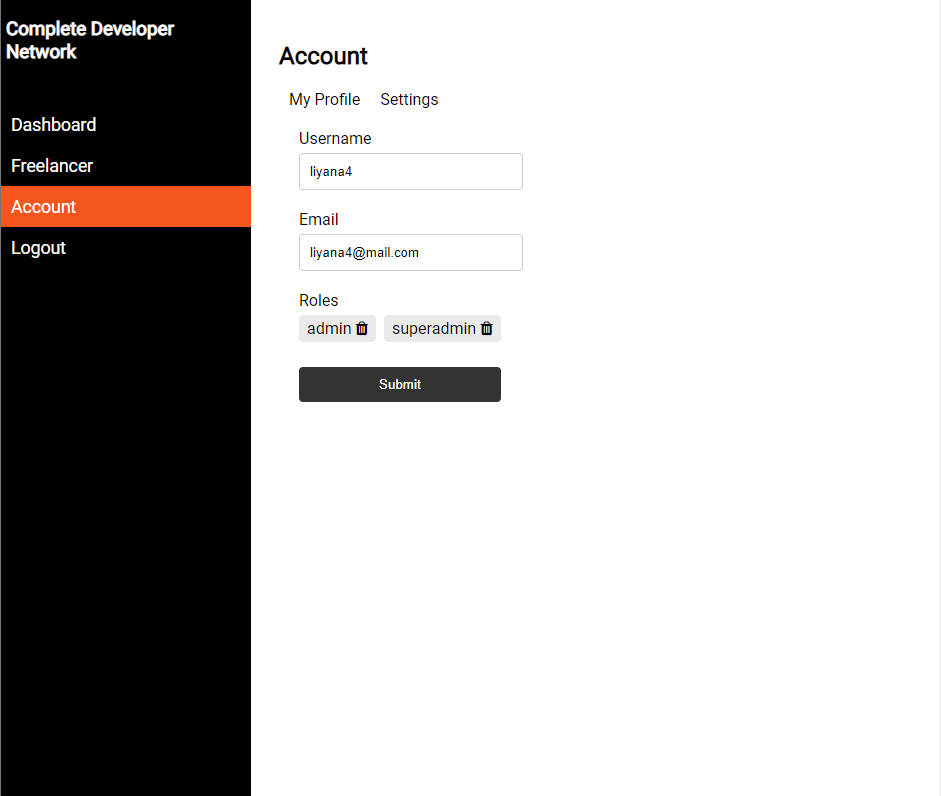 Complete Developer
Network
Dashboard
Freelancer
Account
Logout
Account
My Profile Settings
Username
liyana4
Email
liyana4@mail.com
Roles
admin superadmin
Submit